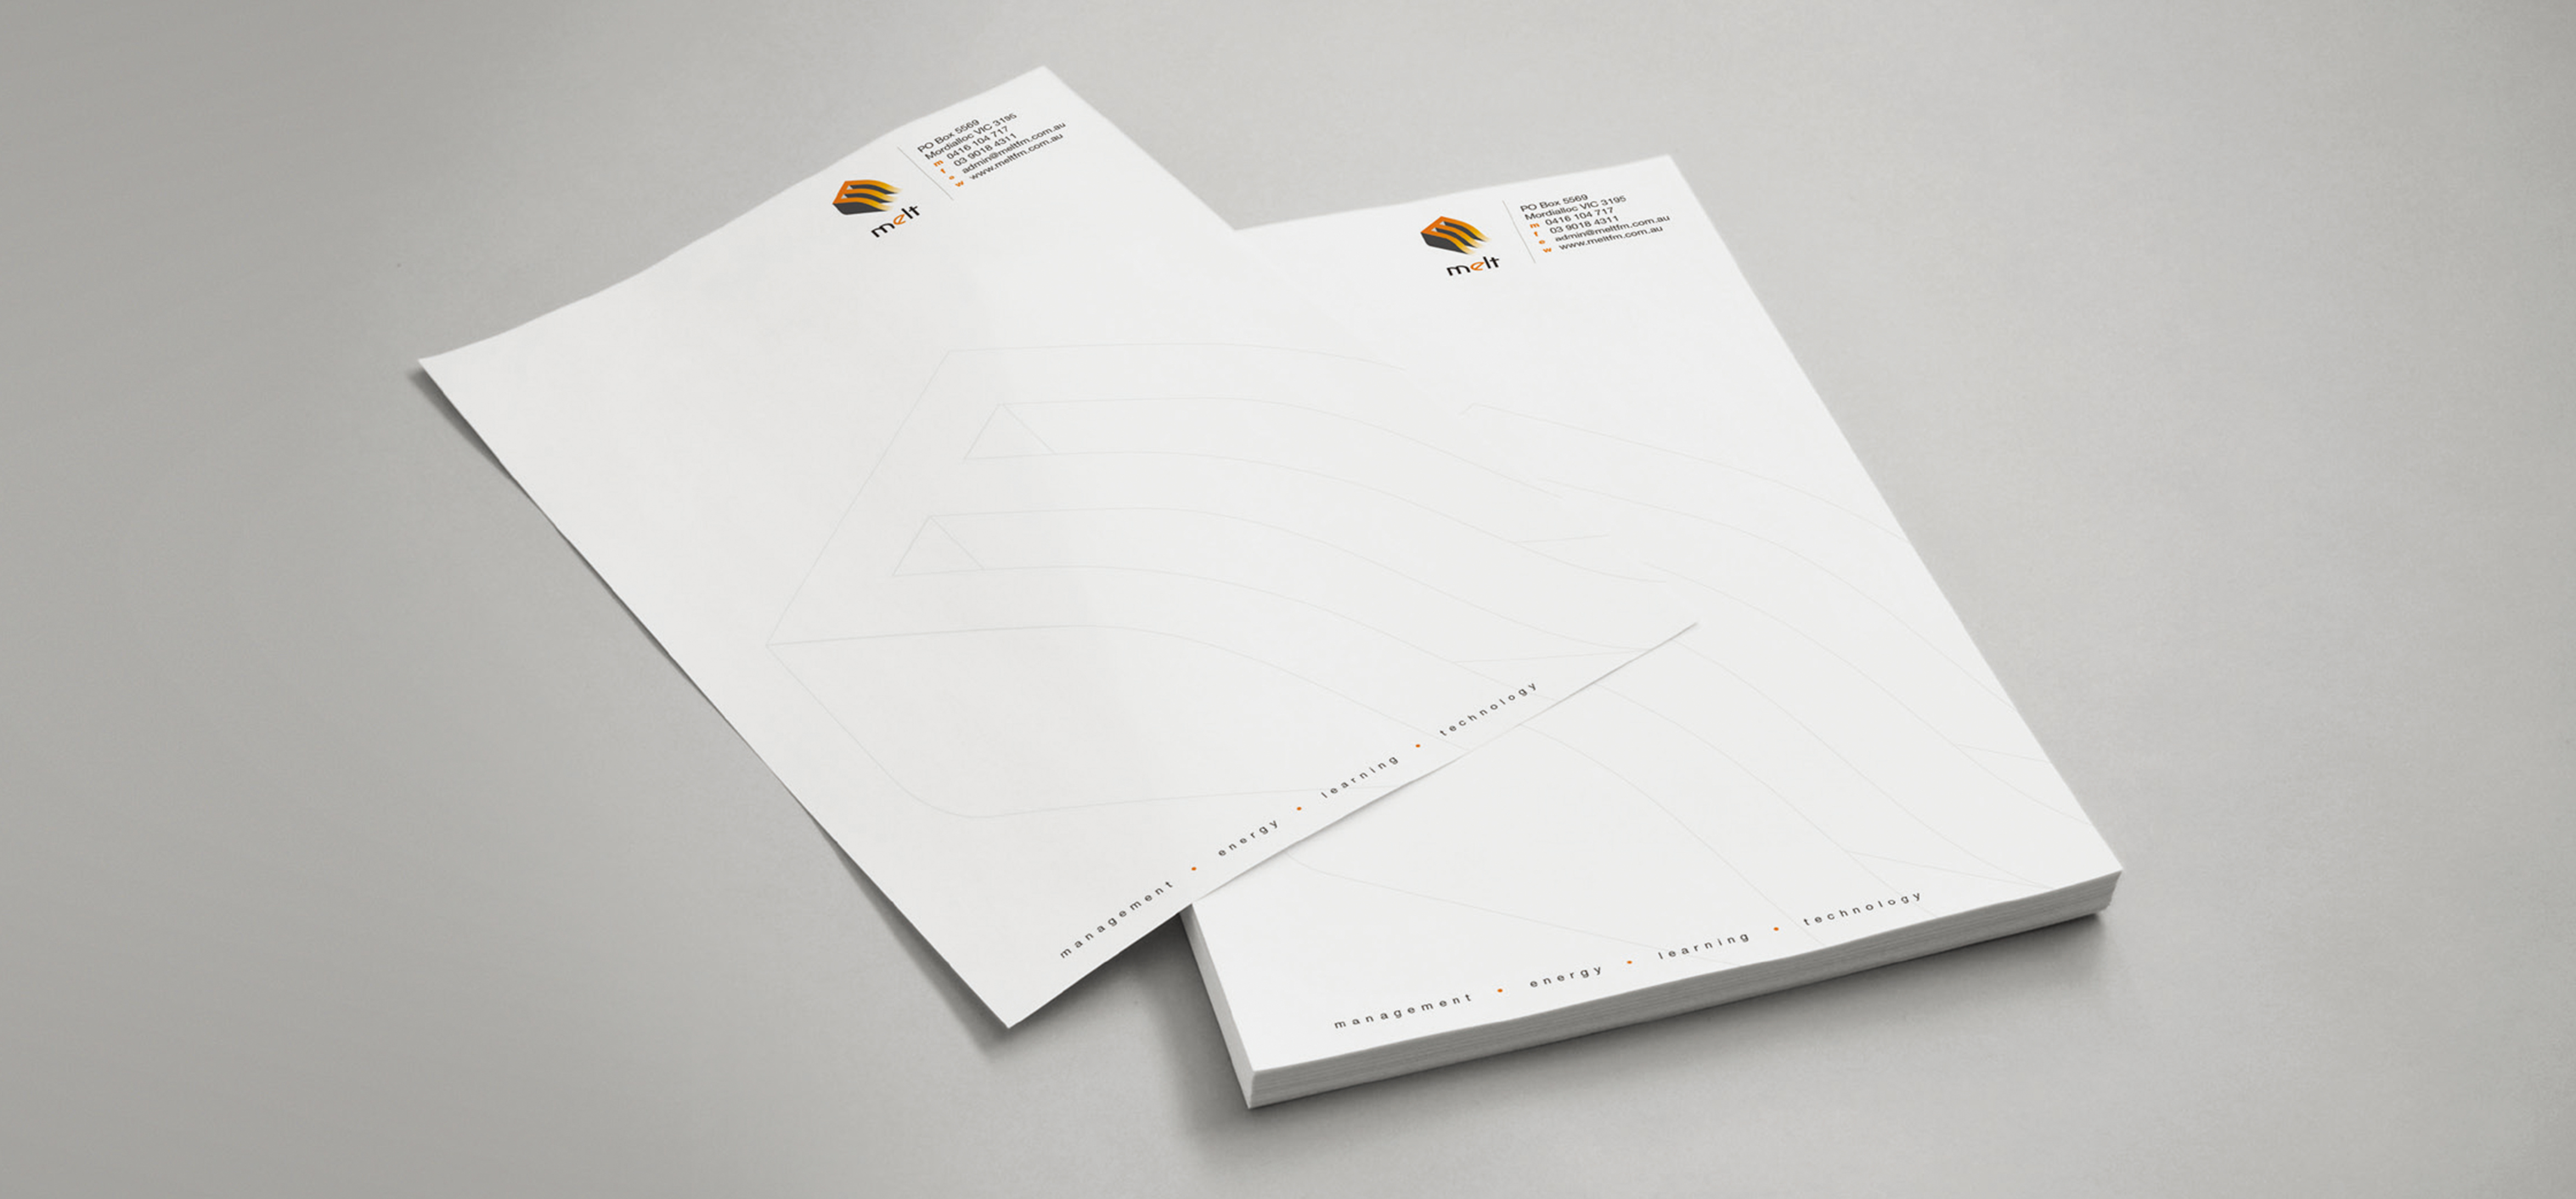 PO Box 5569
Mordialloc VIC 3195
m 0416 104 717
f 03 9018 4311
e admin@meltfm.com.au
w www.meltfm.com.au
melt
management • energy • learning • technology
PO Box 5569
Mordialloc VIC 3195
m 0416 104 717
f 03 9018 4311
e admin@meltfm.com.au
w www.meltfm.com.au
melt
management • energy • learning • technology